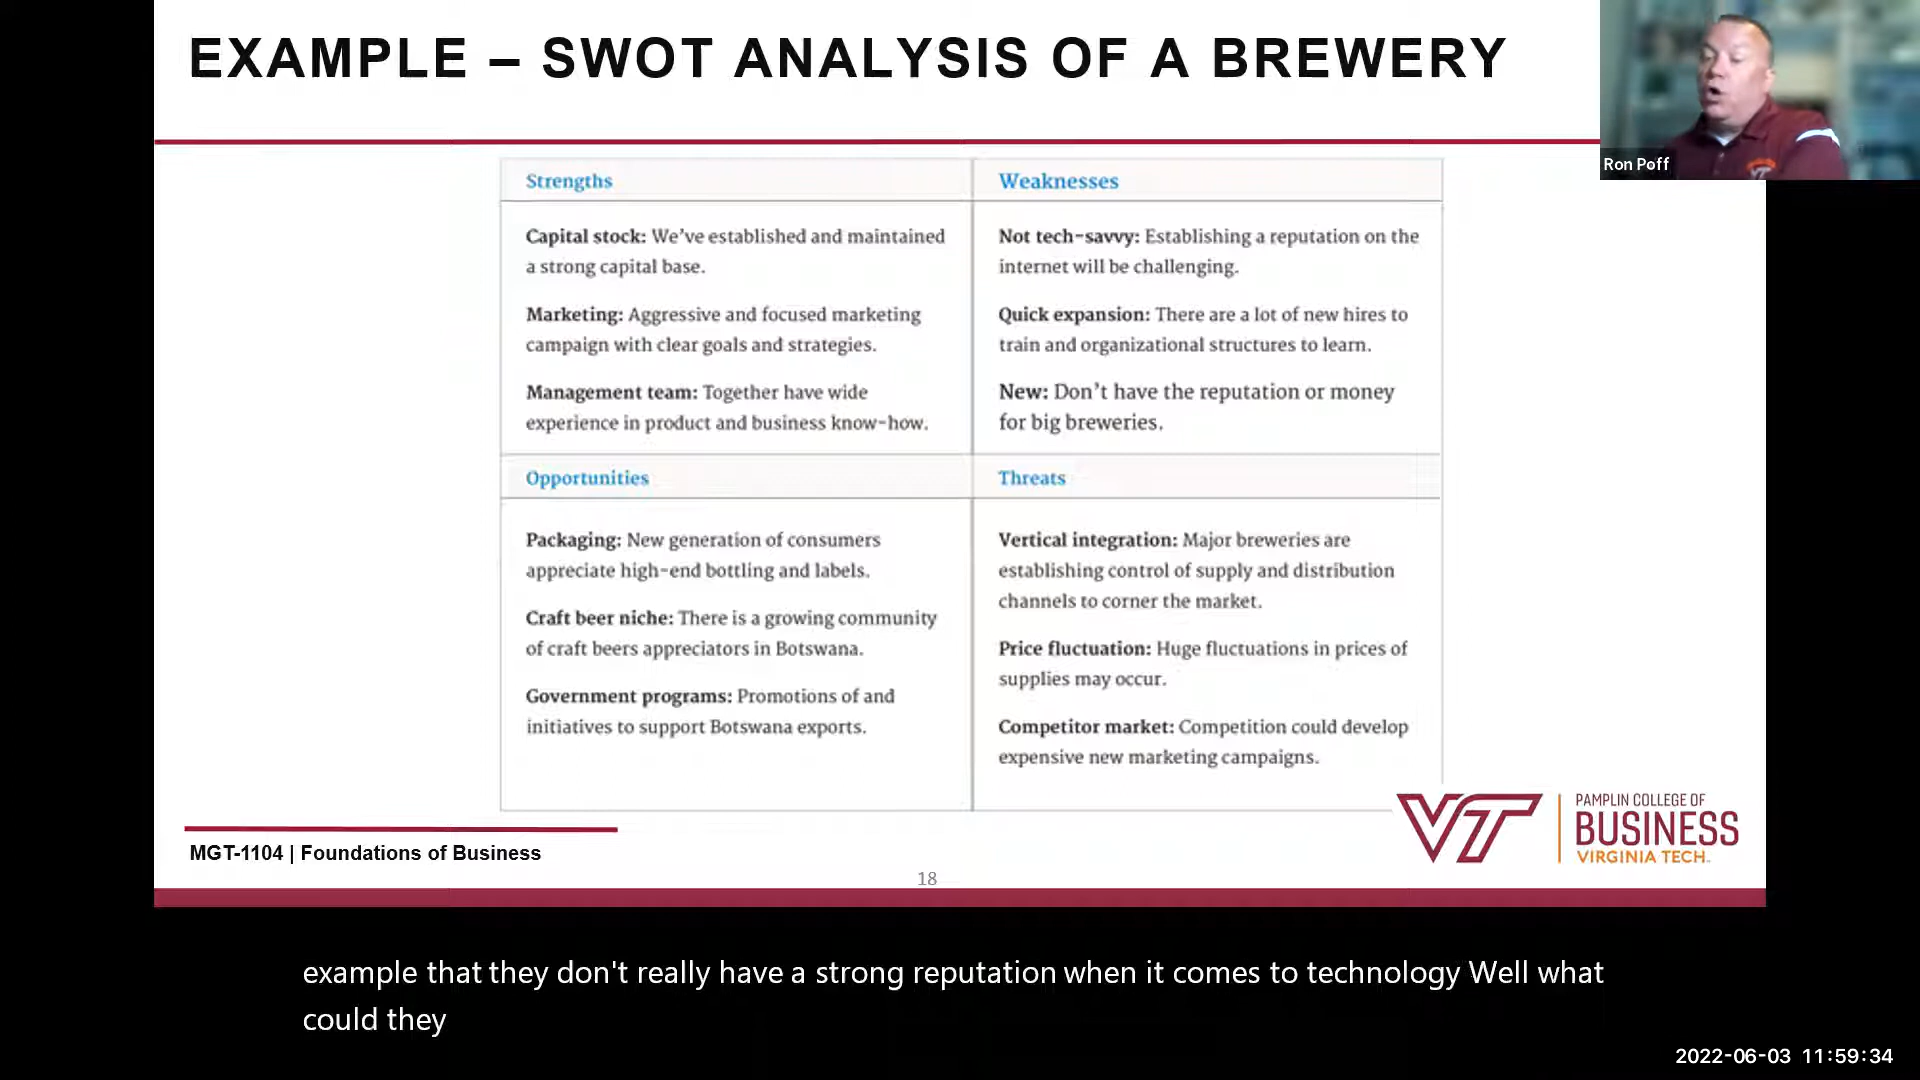 EXAMPLE – SWOT ANALYSIS OF A BREWERY
Ron Poff
Strengths
Capital stock: We've established and maintained
a strong capital base.
Marketing: Aggressive and focused marketing
campaign with clear goals and strategies.
Management team: Together have wide
experience in product and business know-how.
Weaknesses
Not tech-savvy: Establishing a reputation on the
internet will be challenging.
Quick expansion: There are a lot of new hires to
train and organizational structures to learn.
New: Don't have the reputation or money
for big breweries.
Opportunities
Packaging: New generation of consumers
appreciate high-end bottling and labels.
Craft beer niche: There is a growing community
of craft beers appreciators in Botswana.
Government programs: Promotions of and
initiatives to support Botswana exports.
Threats
Vertical integration: Major breweries are
establishing control of supply and distribution
channels to corner the market.
Price fluctuation: Huge fluctuations in prices of
supplies may occur.
Competitor market: Competition could develop
expensive new marketing campaigns.
MGT-1104 | Foundations of Business
18
VT
PAMPLIN COLLEGE OF
BUSINESS
VIRGINIA TECH.
example that they don't really have a strong reputation when it comes to technology Well what
could they
2022-06-03 11:59:34